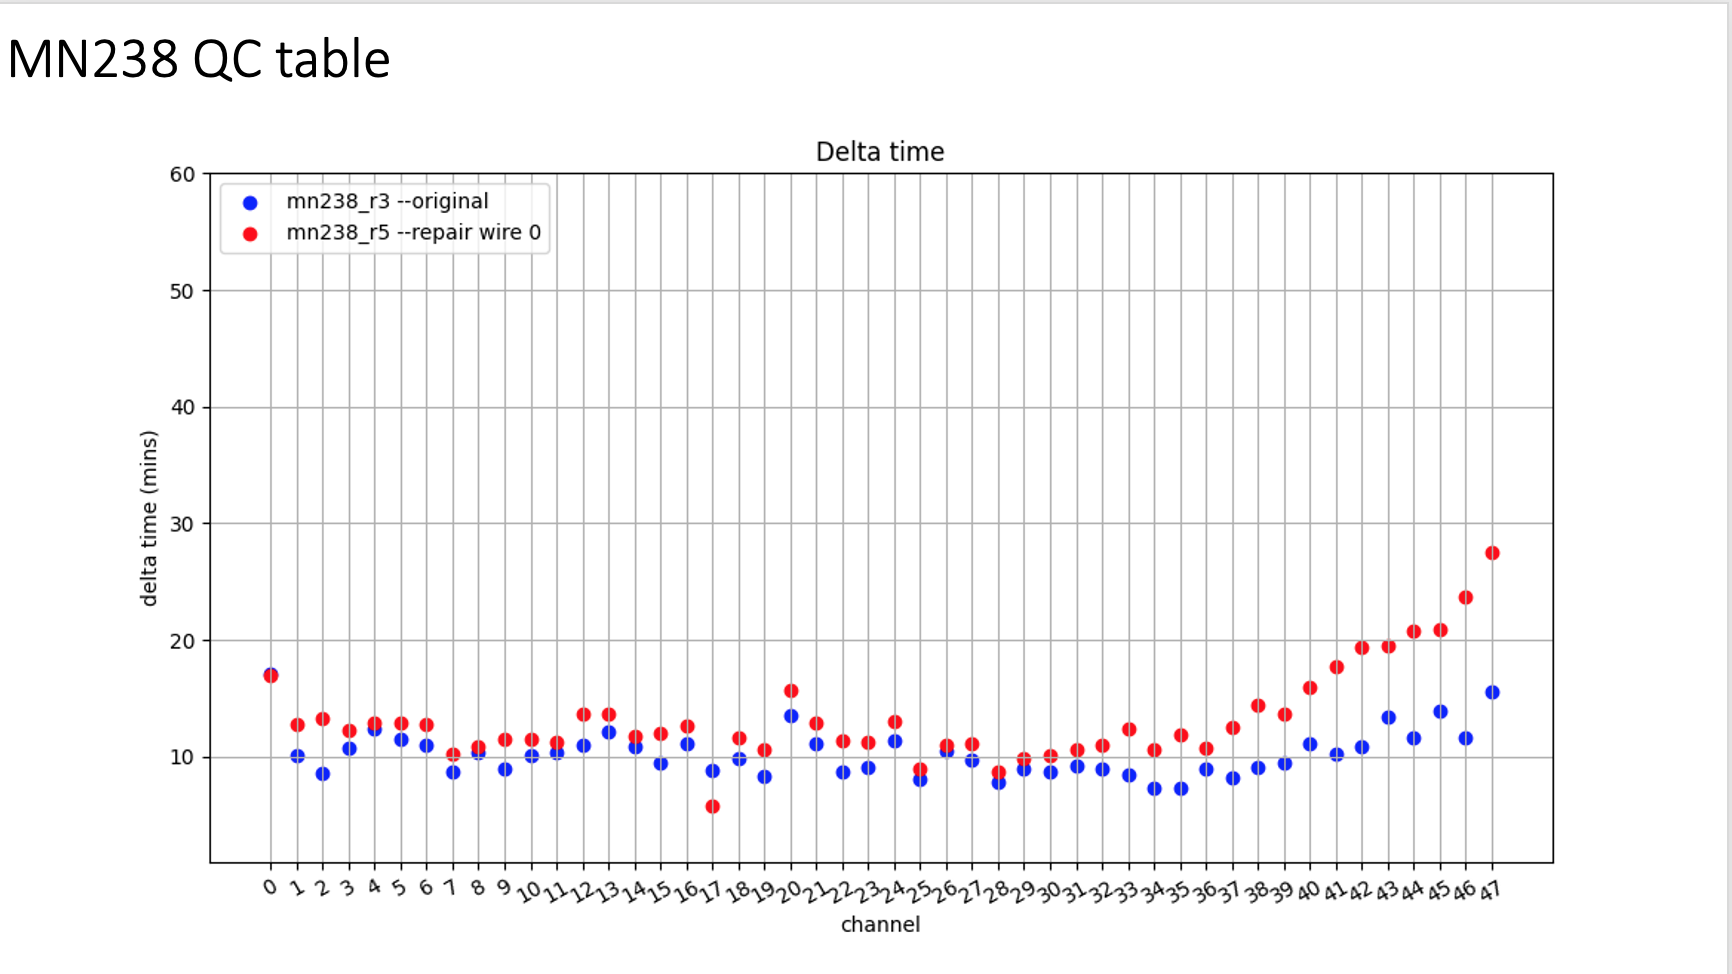 MN238 QC table
Delta time
60
mn238_r3 --original
mn238_r5 --repair wire 0
50
40
30
20
10
delta time (mins)
0 1 2 3 4 5 6 7 8 9 10 11 12 13 14 15 16 17 18 19 20 21 22 23 24 25 26 27 28 29 30 31 32 33 34 35 36 37 38 39 40 41 42 43 44 45 46 47
channel